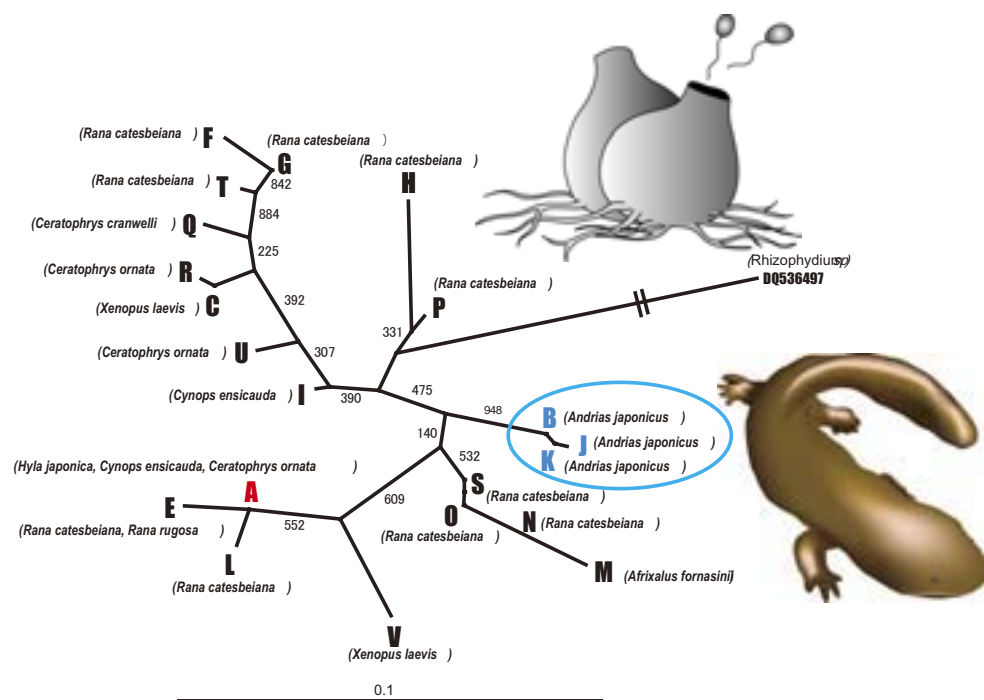 (Rana catesbeiana ) F
(Rana catesbeiana )
G
(Rana catesbeiana )
H
(Rana catesbeiana ) T
842
884
(Ceratophrys cranwelli ) Q
225
(Ceratophrys ornata ) R
(Xenopus laevis ) C
392
(Rhizophydium sp)
DQ536497
(Rana catesbeiana )
P
331
(Ceratophrys ornata ) U
307
(Cynops ensicauda ) I
390
475
948
B (Andrias japonicus )
J (Andrias japonicus )
K (Andrias japonicus )
140
532
(Hyla japonica, Cynops ensicauda, Ceratophrys ornata )
A
E
(Rana catesbeiana, Rana rugosa )
552
609
S
(Rana catesbeiana )
O
(Rana catesbeiana )
N (Rana catesbeiana )
L
(Rana catesbeiana )
M (Afrixalus fornasinii)
V
(Xenopus laevis )
0.1